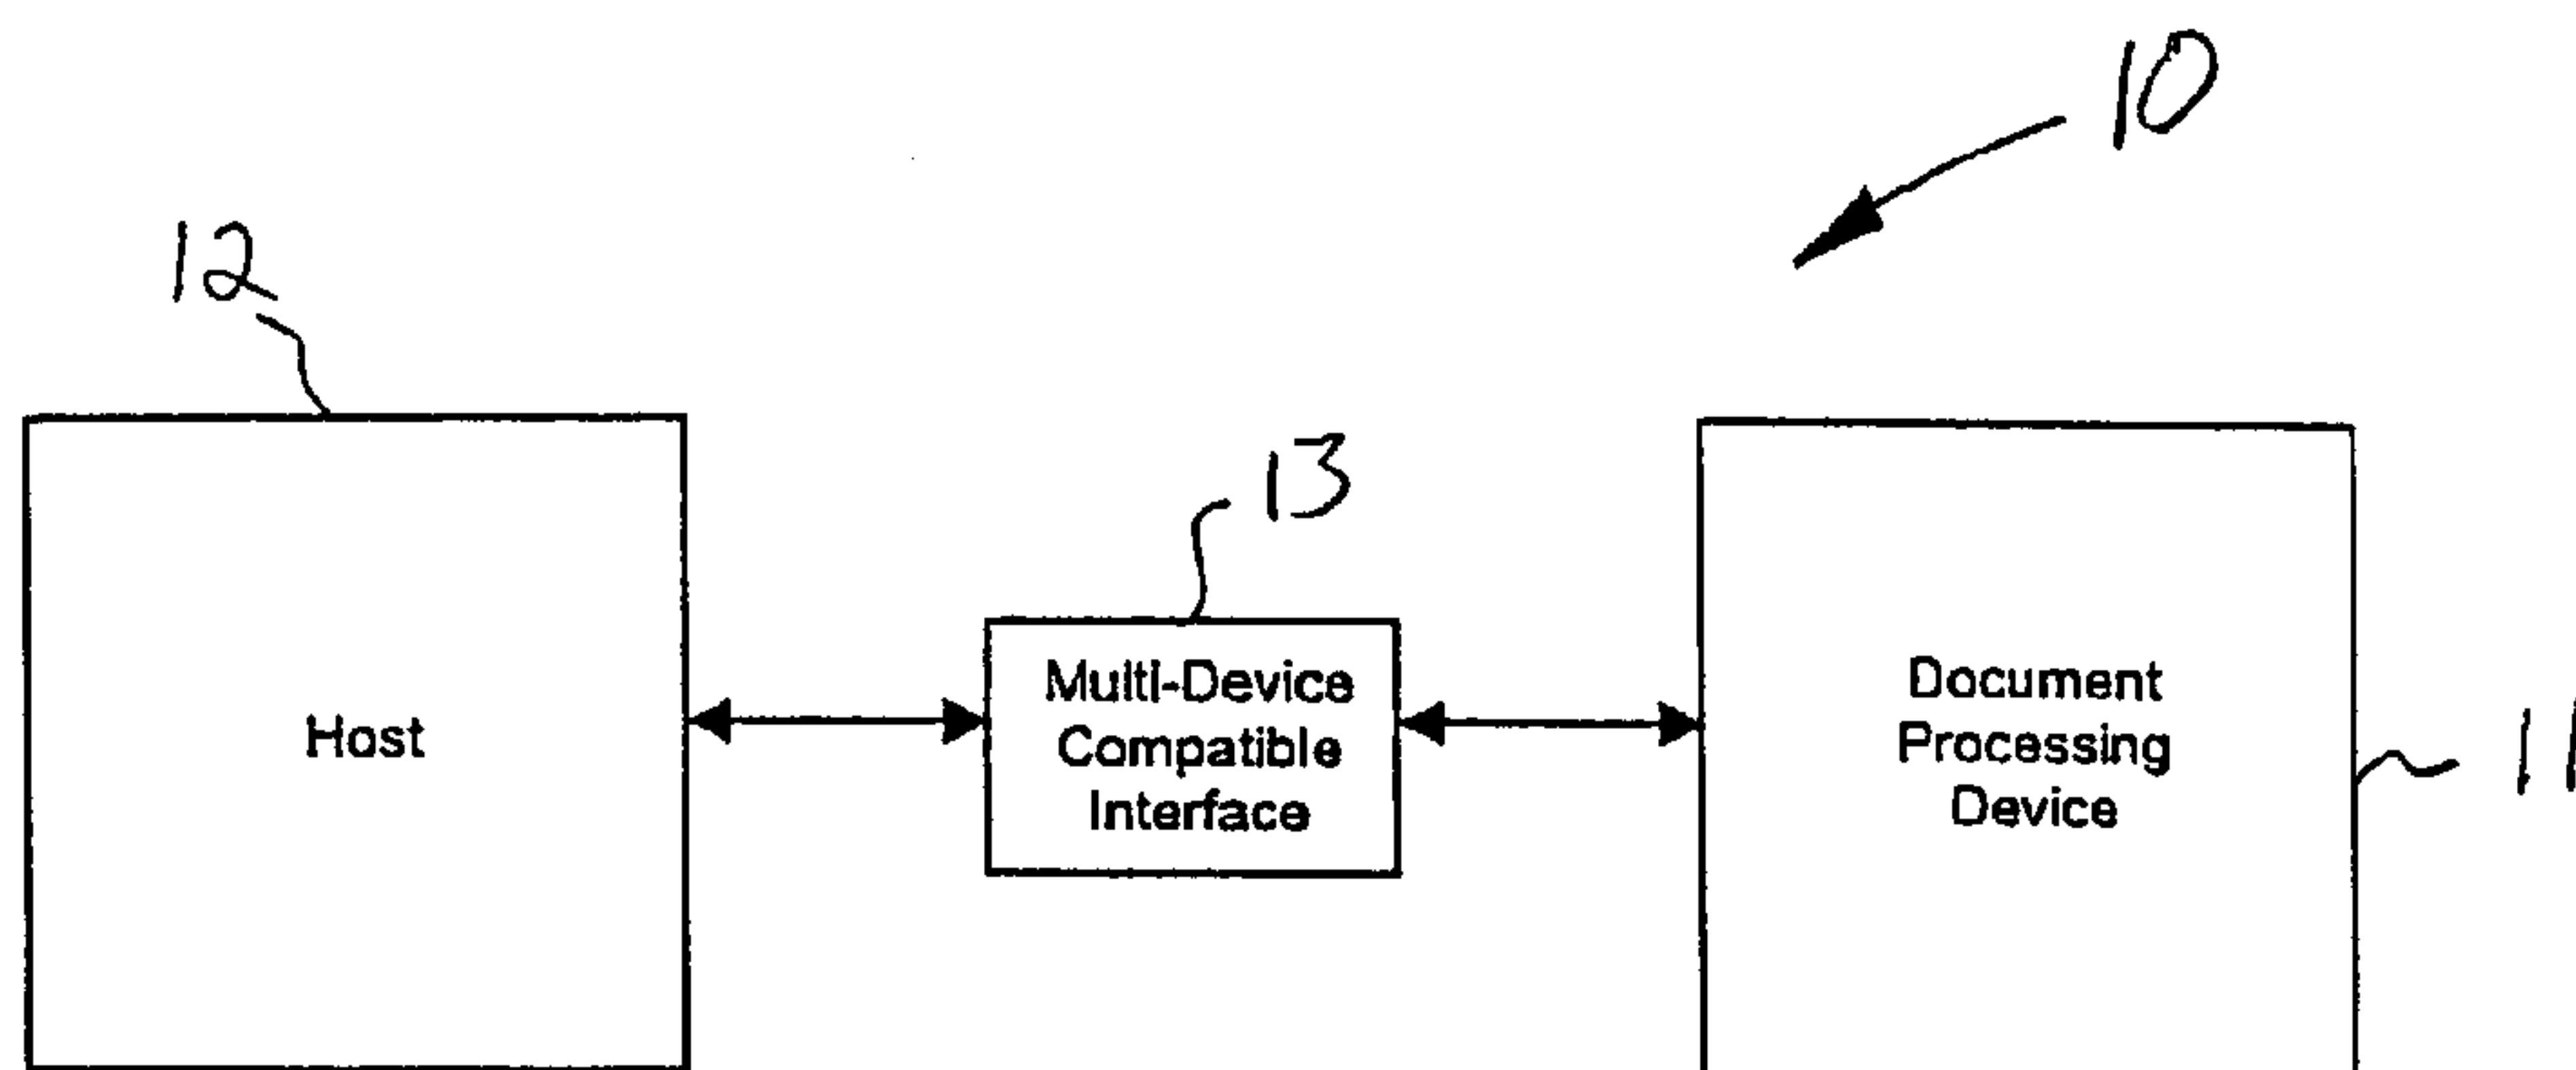 10
12
13
Host
Multi-Device
Compatible
Interface
Document
Processing
Device
11